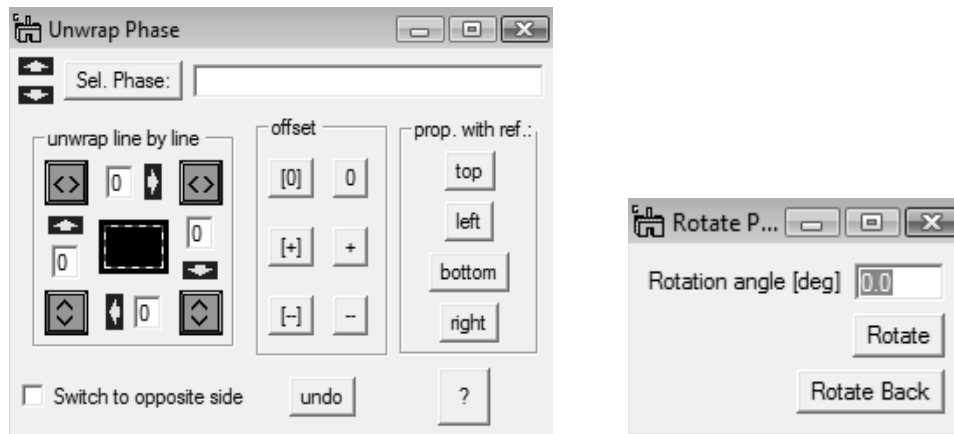 Unwrap Phase
Sel. Phase:
unwrap line by line
<> 0 <>
0
0
0
offset
[0] 0
[+] +
[--] --
prop. with ref.:
top
left
bottom
right
Switch to opposite side
undo
?
Rotate P...
Rotation angle [deg] 0.0
Rotate
Rotate Back